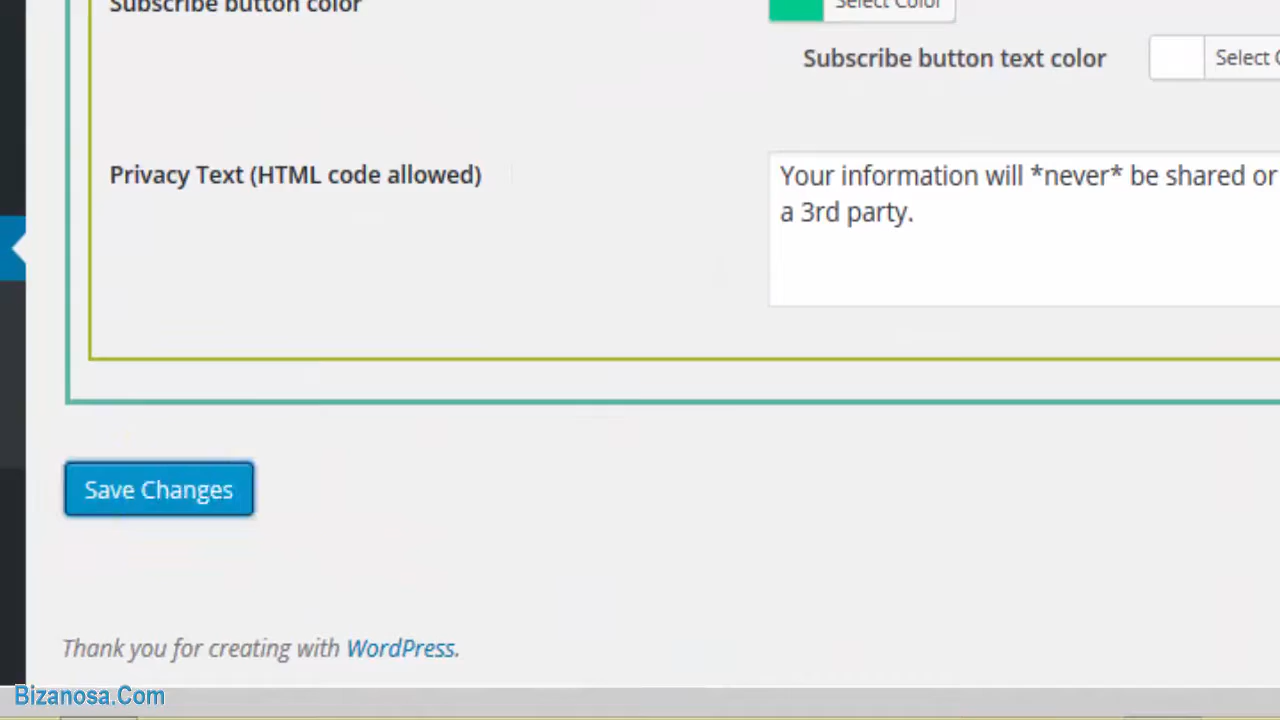 Subscribe button color
Select Color
Subscribe button text color
Select
Privacy Text (HTML code allowed)
Your information will *never* be shared or
a 3rd party.
Save Changes
Thank you for creating with WordPress.
Bizanosa.Com